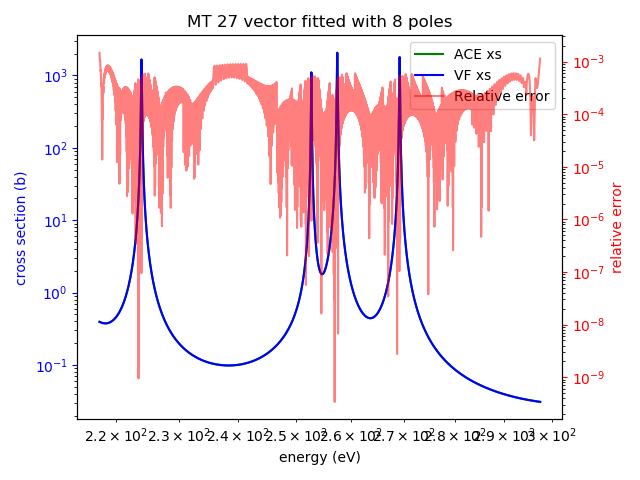 MT 27 vector fitted with 8 poles
ACE xs
VF xs
Relative error
cross section (b)
10³
10²
10¹
10⁰
10⁻¹
relative error
10⁻³
10⁻⁴
10⁻⁵
10⁻⁶
10⁻⁷
10⁻⁸
10⁻⁹
2.2 × 10² 2.3 × 10² 2.4 × 10² 2.5 × 10² 2.6 × 10² 2.7 × 10² 2.8 × 10² 2.9 × 10² 3 × 10²
energy (eV)